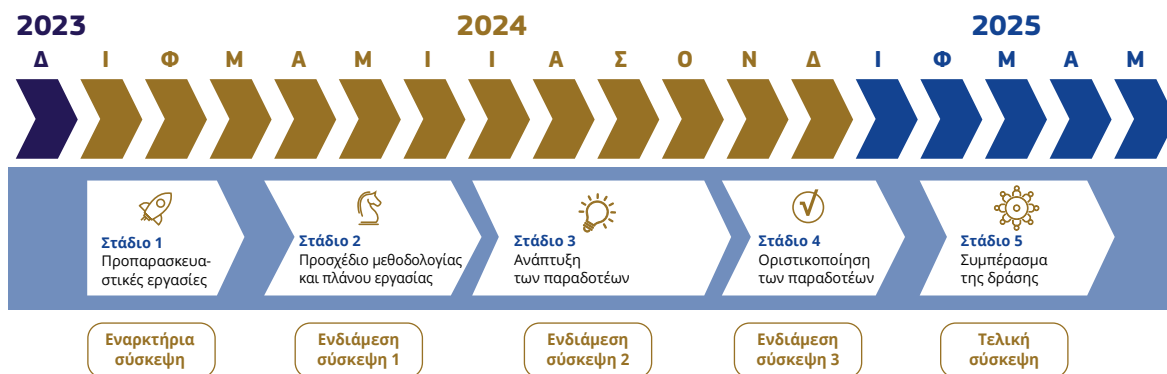 2023 2024 2025
Δ Ι Φ Μ Α Μ Ι Ι Α Σ Ο Ν Δ Ι Φ Μ Α Μ
Στάδιο 1
Προπαρασκευα-
στικές εργασίες
Στάδιο 2
Προσχέδιο μεθοδολογίας
και πλάνου εργασίας
Στάδιο 3
Ανάπτυξη
των παραδοτέων
Στάδιο 4
Οριστικοποίηση
των παραδοτέων
Στάδιο 5
Συμπέρασμα
της δράσης
Εναρκτήρια
σύσκεψη
Ενδιάμεση
σύσκεψη 1
Ενδιάμεση
σύσκεψη 2
Ενδιάμεση
σύσκεψη 3
Τελική
σύσκεψη